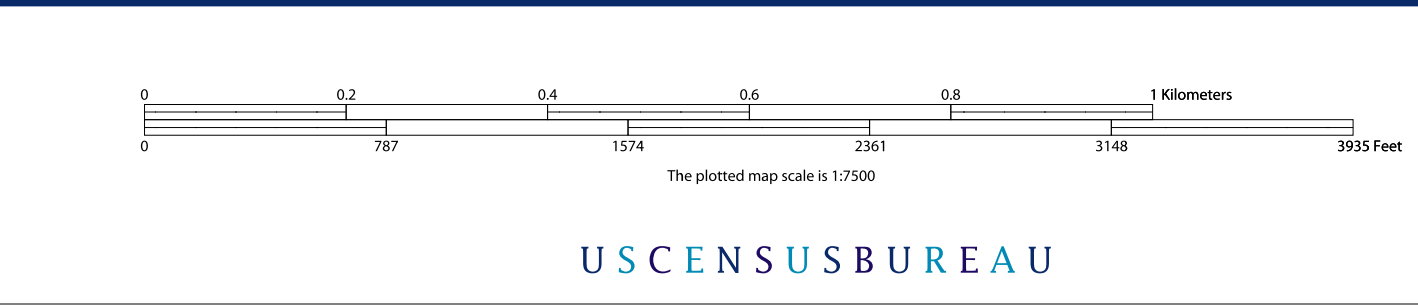 0 0.2 0.4 0.6 0.8 1 Kilometers
0 787 1574 2361 3148 3935 Feet
The plotted map scale is 1:7500
USCENSUSBUREAU